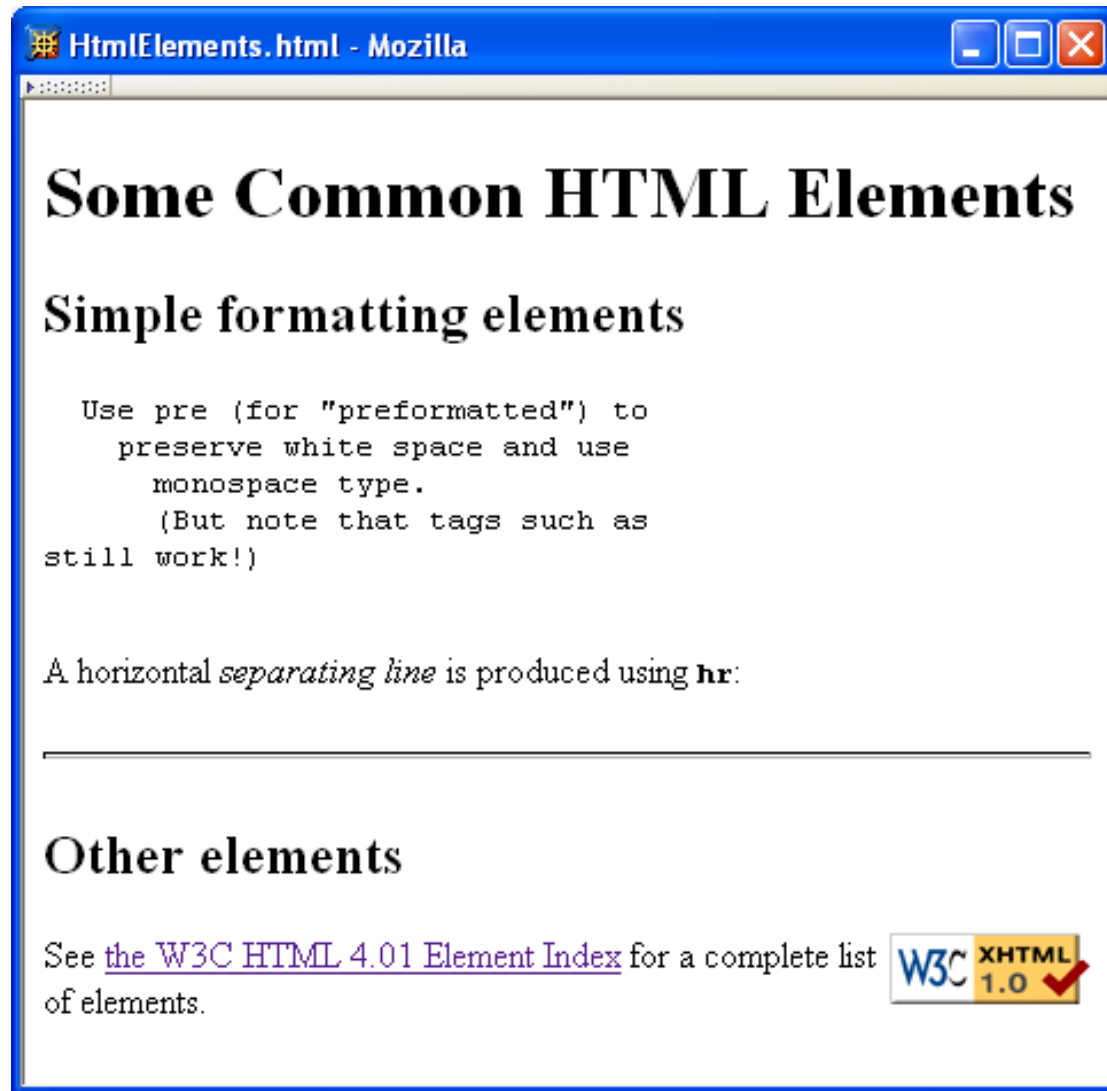 HtmlElements.html - Mozilla
Some Common HTML Elements
Simple formatting elements
Use pre (for "preformatted") to
preserve white space and use
monospace type.
(But note that tags such as
still work!)
A horizontal separating line is produced using hr:
Other elements
See the W3C HTML 4.01 Element Index for a complete list
of elements.
W3C XHTML
1.0